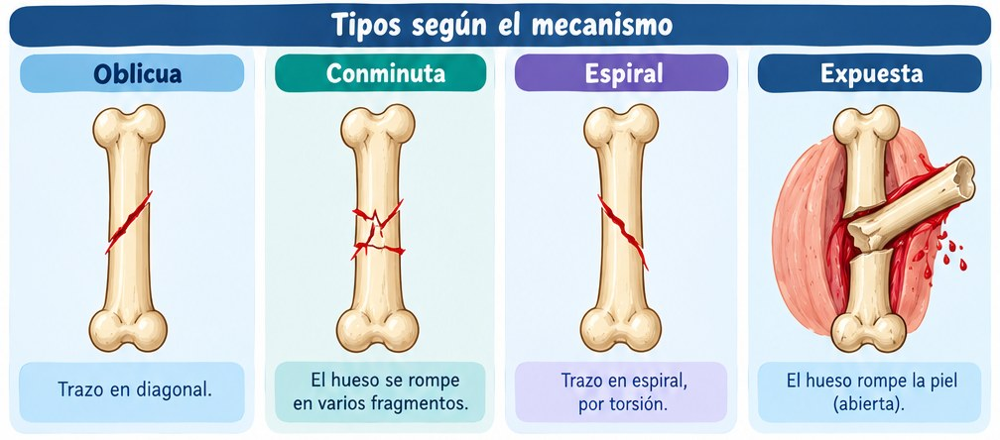 Tipos según el mecanismo
Oblicua
Conminuta
Espiral
Expuesta
Trazo en diagonal.
El hueso se rompe
en varios fragmentos.
Trazo en espiral,
por torsión.
El hueso rompe la piel
(abierta).